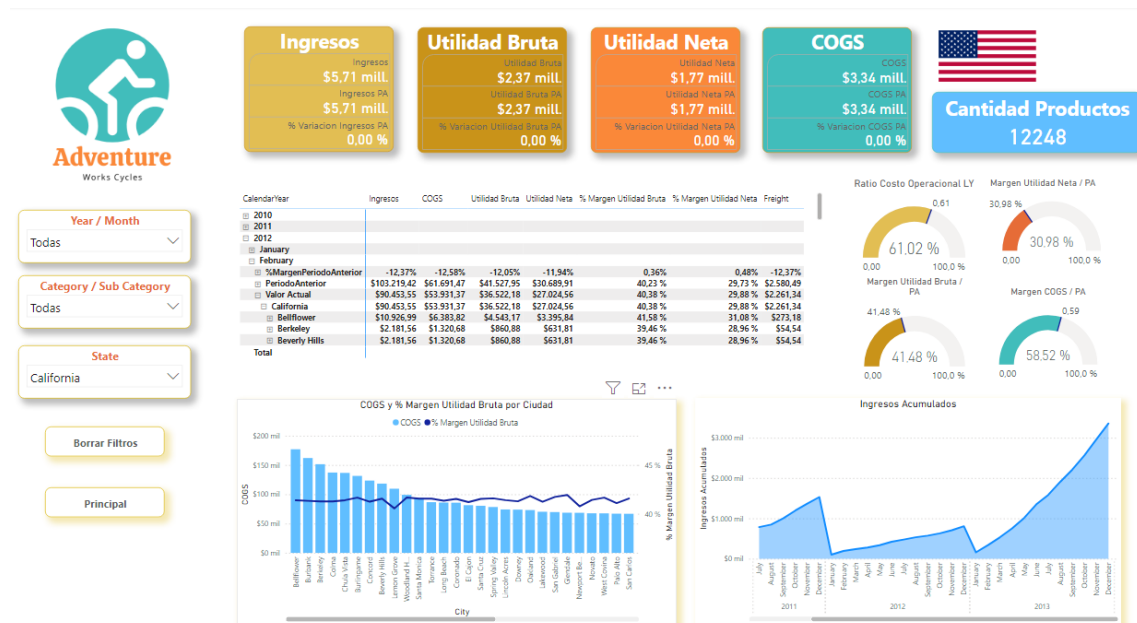 Adventure
Works Cycles
Ingresos
Ingresos
$5,71 mill.
Ingresos PA
$5,71 mill.
% Variacion Ingresos PA
0,00 %
Utilidad Bruta
Utilidad Bruta
$2,37 mill.
Utilidad Bruta PA
$2,37 mill.
% Variacion Utilidad Bruta PA
0,00 %
Utilidad Neta
Utilidad Neta
$1,77 mill.
Utilidad Neta PA
$1,77 mill.
% Variacion Utilidad Neta PA
0,00 %
COGS
COGS
$3,34 mill.
COGS PA
$3,34 mill.
% Variacion COGS PA
0,00 %
Cantidad Productos
12248
Year / Month
Todas
Category / Sub Category
Todas
State
California
Borrar Filtros
Principal
CalendarYear Ingresos COGS Utilidad Bruta Utilidad Neta % Margen Utilidad Bruta % Margen Utilidad Neta Freight
2010
2011
2012
January
February
%MargenPeriodoAnterior -12,37% -12,58% -12,05% -11,94% 0,36% 0,48% -12,37%
PeriodoAnterior $103.219,42 $61.691,47 $41.527,95 $30.689,91 40,23 % 29,73 % $2.580,49
Valor Actual $90.453,55 $53.931,37 $36.522,18 $27.024,56 40,38 % 29,88 % $2.261,34
California $90.453,55 $53.931,37 $36.522,18 $27.024,56 40,38 % 29,88 % $2.261,34
Bellflower $10.926,99 $6.383,82 $4.543,17 $3.395,84 41,58 % 31,08 % $273,18
Berkeley $2.181,56 $1.320,68 $860,88 $631,81 39,46 % 28,96 % $54,54
Beverly Hills $2.181,56 $1.320,68 $860,88 $631,81 39,46 % 28,96 % $54,54
Total
Ratio Costo Operacional LY
0,61
61,02 %
0,00 100,0 %
Margen Utilidad Neta / PA
30,98 %
30,98 %
0,00 100,0 %
Margen Utilidad Bruta /
PA
41,48 %
41,48 %
0,00 100,0 %
Margen COGS / PA
0,59
58,52 %
0,00 100,0 %
COGS y % Margen Utilidad Bruta por Ciudad
COGS % Margen Utilidad Bruta
COGS
$200 mil
$150 mil
$100 mil
$50 mil
$0 mil
45 %
40 %
% Margen Utilidad Bruta
Bellflower
Burbank
Berkeley
Colma
Chula Vista
Burlingame
Concord
Beverly Hills
Lemon Grove
Woodland H...
Santa Monica
Torrance
Long Beach
Coronado
El Cajon
Santa Cruz
Spring Valley
Lincoln Acres
Downey
Oakland
Lakewood
San Gabriel
Glendale
Newport Be...
Novato
West Covina
Palo Alto
San Carlos
City
Ingresos Acumulados
Ingresos Acumulados
$3.000 mil
$2.000 mil
$1.000 mil
$0 mil
July
August
September
October
November
December
January
February
March
April
May
June
July
August
September
October
November
December
January
February
March
April
May
June
July
August
September
October
November
December
2011 2012 2013